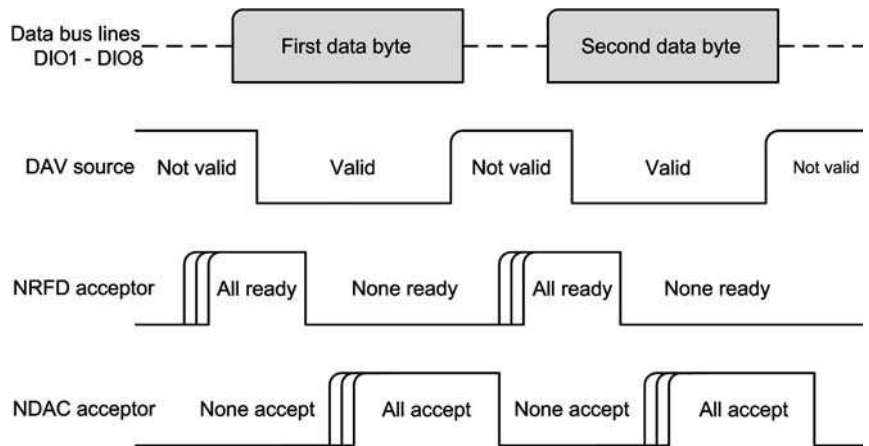 Data bus lines
DIO1 - DIO8
First data byte
Second data byte
DAV source
Not valid
Valid
Not valid
Valid
Not valid
NRFD acceptor
All ready
None ready
All ready
None ready
NDAC acceptor
None accept
All accept
None accept
All accept